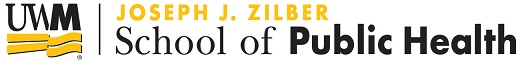 UWM
®
JOSEPH J. ZILBER
School of Public Health